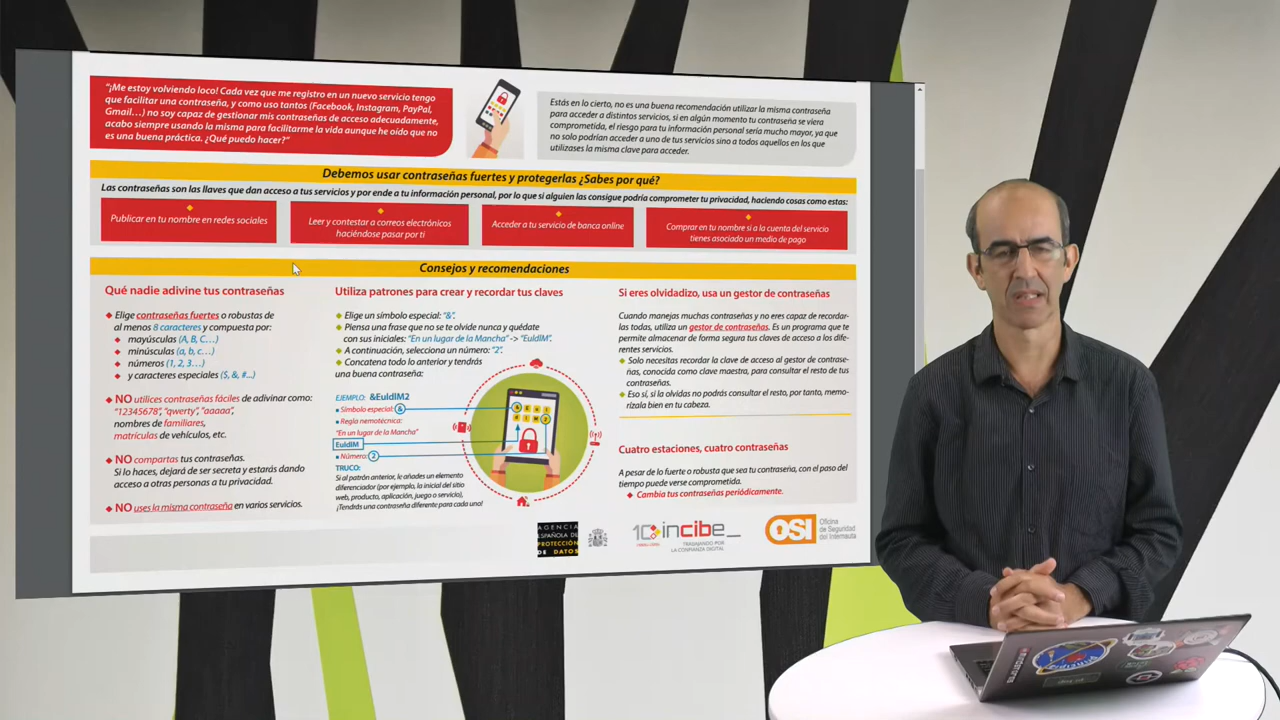 "¡Me estoy volviendo loco! Cada vez que me registro en un nuevo servicio tengo
que facilitar una contraseña, y como uso tantos (Facebook, Instagram, PayPal,
Gmail...) no soy capaz de gestionar mis contraseñas de acceso adecuadamente,
acabo siempre usando la misma para facilitarme la vida aunque he oído que no
es una buena práctica. ¿Qué puedo hacer?"
Estás en lo cierto, no es una buena recomendación utilizar la misma contraseña
para acceder a distintos servicios, si en algún momento tu contraseña se viera
comprometida, el riesgo para tu información personal sería mucho mayor, ya que
no solo podrían acceder a uno de tus servicios sino a todos aquellos en los que
utilizases la misma clave para acceder.
Debemos usar contraseñas fuertes y protegerlas ¿Sabes por qué?
Las contraseñas son las llaves que dan acceso a tus servicios y por ende a tu información personal, por lo que si alguien las consigue podría comprometer tu privacidad, haciendo cosas como estas:
Publicar en tu nombre en redes sociales
Leer y contestar a correos electrónicos
haciéndose pasar por ti
Acceder a tu servicio de banca online
Comprar en tu nombre si a la cuenta del servicio
tienes asociado un medio de pago
Consejos y recomendaciones
Qué nadie adivine tus contraseñas
Elige contraseñas fuertes o robustas de
al menos 8 caracteres y compuesta por:
mayúsculas (A, B, C...)
minúsculas (a, b, c...)
números (1, 2, 3...)
y caracteres especiales ($, &, #...)
NO utilices contraseñas fáciles de adivinar como:
"12345678", "qwerty", "aaaaa",
nombres de familiares,
matrículas de vehículos, etc.
NO compartas tus contraseñas.
Si lo haces, dejará de ser secreta y estarás dando
acceso a otras personas a tu privacidad.
NO uses la misma contraseña en varios servicios.
Utiliza patrones para crear y recordar tus claves
Elige un símbolo especial: "&".
Piensa una frase que no se te olvide nunca y quédate
con sus iniciales: "En un lugar de la Mancha" -> "EuldlM".
A continuación, selecciona un número: "2".
Concatena todo lo anterior y tendrás
una buena contraseña:
EJEMPLO: &EuldlM2
Símbolo especial: &
Regla nemotécnica:
"En un lugar de la Mancha"
EuldlM
Número: 2
TRUCO:
Si al patrón anterior, le añades un elemento
diferenciador (por ejemplo, la inicial del sitio
web, producto, aplicación, juego o servicio),
¡Tendrás una contraseña diferente para cada uno!
Si eres olvidadizo, usa un gestor de contraseñas
Cuando manejas muchas contraseñas y no eres capaz de recordar-
las todas, utiliza un gestor de contraseñas. Es un programa que te
permite almacenar de forma segura tus claves de acceso a los dife-
rentes servicios.
Solo necesitas recordar la clave de acceso al gestor de contrase-
ñas, conocida como clave maestra, para consultar el resto de tus
contraseñas.
Eso sí, si la olvidas no podrás consultar el resto, por tanto, memo-
rízala bien en tu cabeza.
Cuatro estaciones, cuatro contraseñas
A pesar de lo fuerte o robusta que sea tu contraseña, con el paso del
tiempo puede verse comprometida.
Cambia tus contraseñas periódicamente.
AGENCIA
ESPAÑOLA DE
PROTECCIÓN
DE DATOS
10 incibe_
TRABAJANDO POR
LA CONFIANZA DIGITAL
OSI
Oficina
de Seguridad
del Internauta